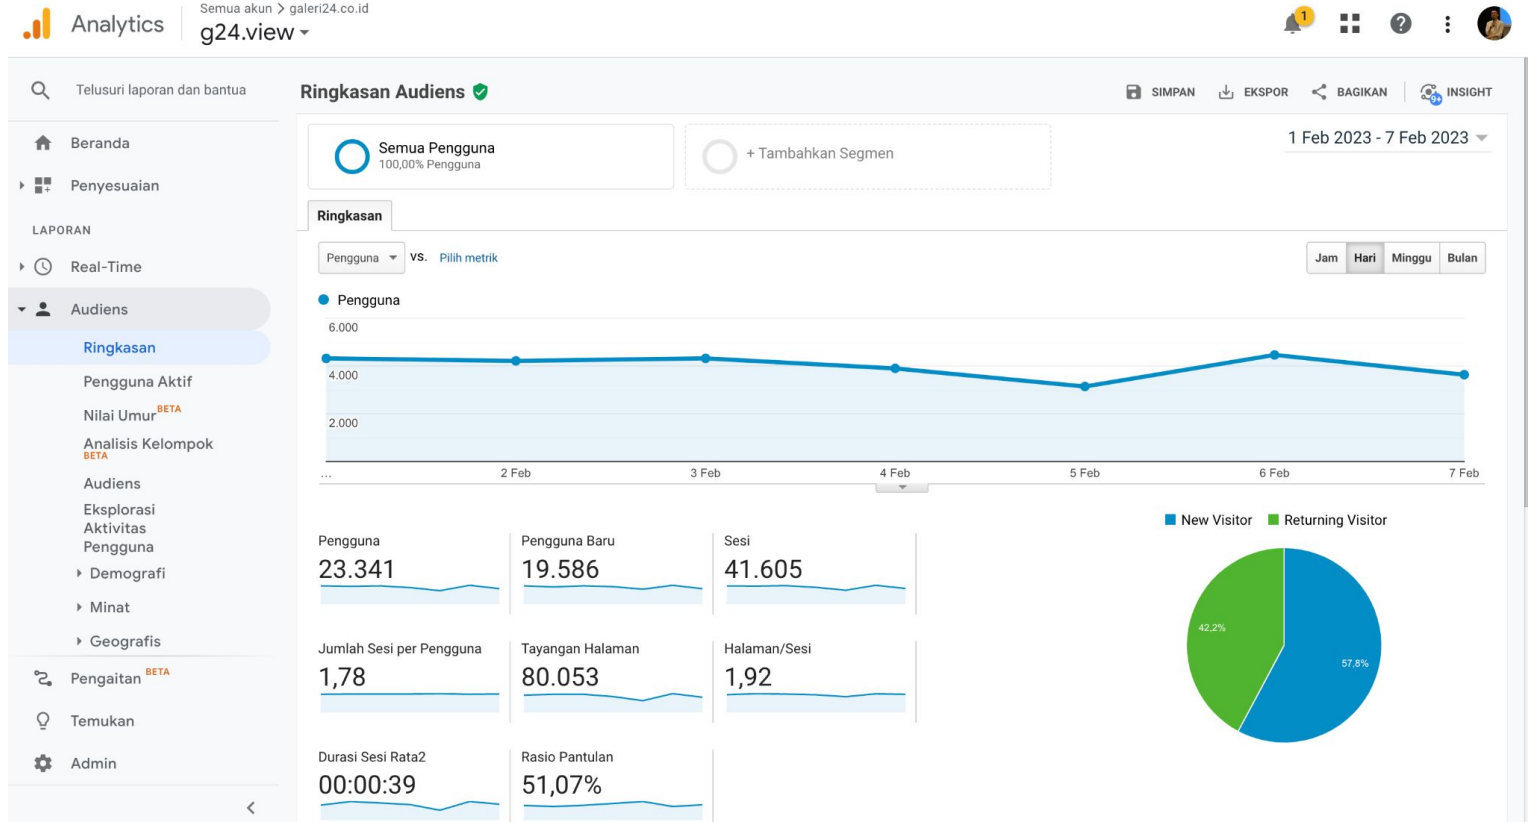 Analytics
Semua akun > galeri24.co.id
g24.view
1
Telusuri laporan dan bantua
Beranda
Penyesuaian
LAPORAN
Real-Time
Audiens
Ringkasan
Pengguna Aktif
Nilai Umur BETA
Analisis Kelompok
BETA
Audiens
Eksplorasi
Aktivitas
Pengguna
Demografi
Minat
Geografis
Pengaitan BETA
Temukan
Admin
Ringkasan Audiens
SIMPAN
EKSPOR
BAGIKAN
9+
INSIGHT
Semua Pengguna
100,00% Pengguna
+ Tambahkan Segmen
1 Feb 2023 - 7 Feb 2023
Ringkasan
Pengguna VS. Pilih metrik
Jam Hari Minggu Bulan
Pengguna
6.000
4.000
2.000
... 2 Feb 3 Feb 4 Feb 5 Feb 6 Feb 7 Feb
New Visitor Returning Visitor
Pengguna
23.341
Pengguna Baru
19.586
Sesi
41.605
Jumlah Sesi per Pengguna
1,78
Tayangan Halaman
80.053
Halaman/Sesi
1,92
Durasi Sesi Rata2
00:00:39
Rasio Pantulan
51,07%
42,2%
57,8%